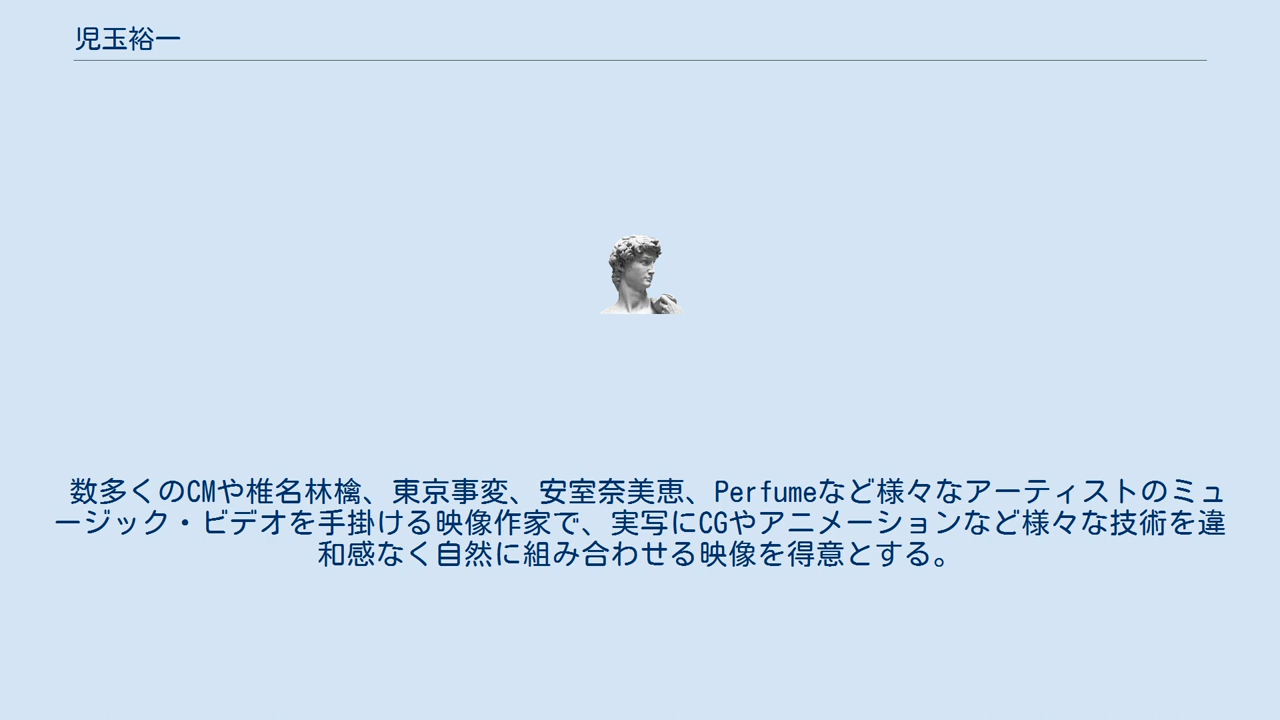 児玉裕一
数多くのCMや椎名林檎、東京事変、安室奈美恵、Perfumeなど様々なアーティストのミュ
ージック・ビデオを手掛ける映像作家で、実写にCGやアニメーションなど様々な技術を違
和感なく自然に組み合わせる映像を得意とする。